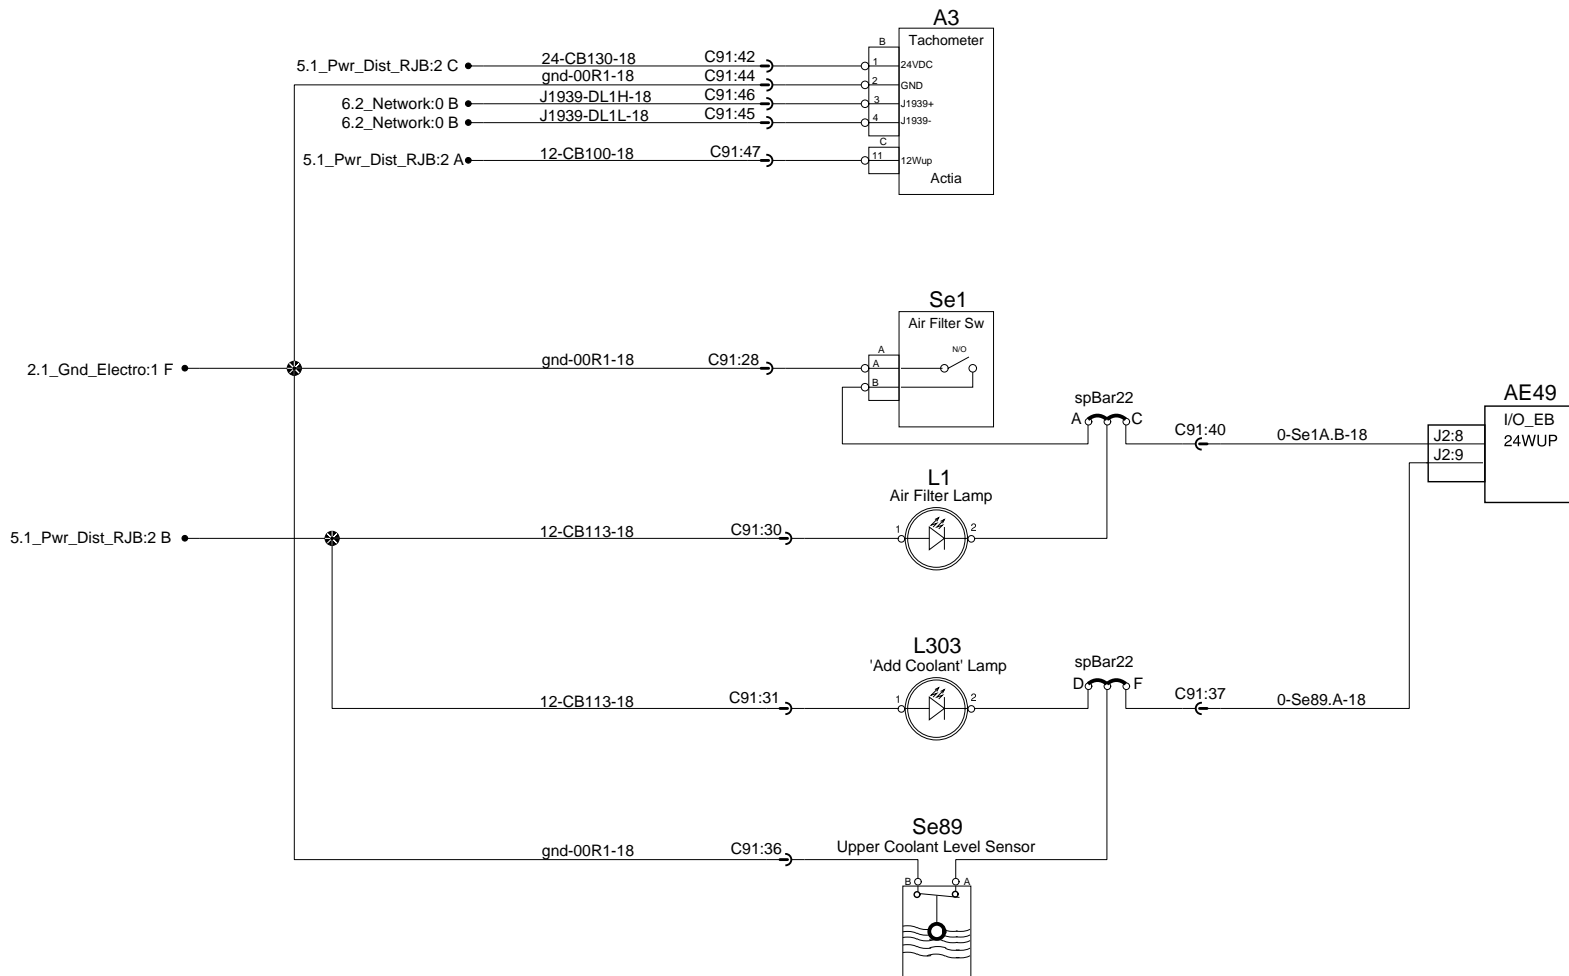 A3
Tachometer
B
5.1_Pwr_Dist_RJB:2 C 24-CB130-18 C91:42 1 24VDC
gnd-00R1-18 C91:44 2 GND
6.2_Network:0 B J1939-DL1H-18 C91:46 3 J1939+
6.2_Network:0 B J1939-DL1L-18 C91:45 4 J1939-
C
5.1_Pwr_Dist_RJB:2 A 12-CB100-18 C91:47 11 12Wup
Actia
Se1
Air Filter Sw
A N/O
2.1_Gnd_Electro:1 F gnd-00R1-18 C91:28 A
B
spBar22
A C
AE49
I/O_EB
24WUP
C91:40 0-Se1A.B-18 J2:8
J2:9
L1
Air Filter Lamp
5.1_Pwr_Dist_RJB:2 B 12-CB113-18 C91:30 1 2
L303
'Add Coolant' Lamp
spBar22
D F
12-CB113-18 C91:31 1 2 C91:37 0-Se89.A-18
Se89
Upper Coolant Level Sensor
gnd-00R1-18 C91:36
B A